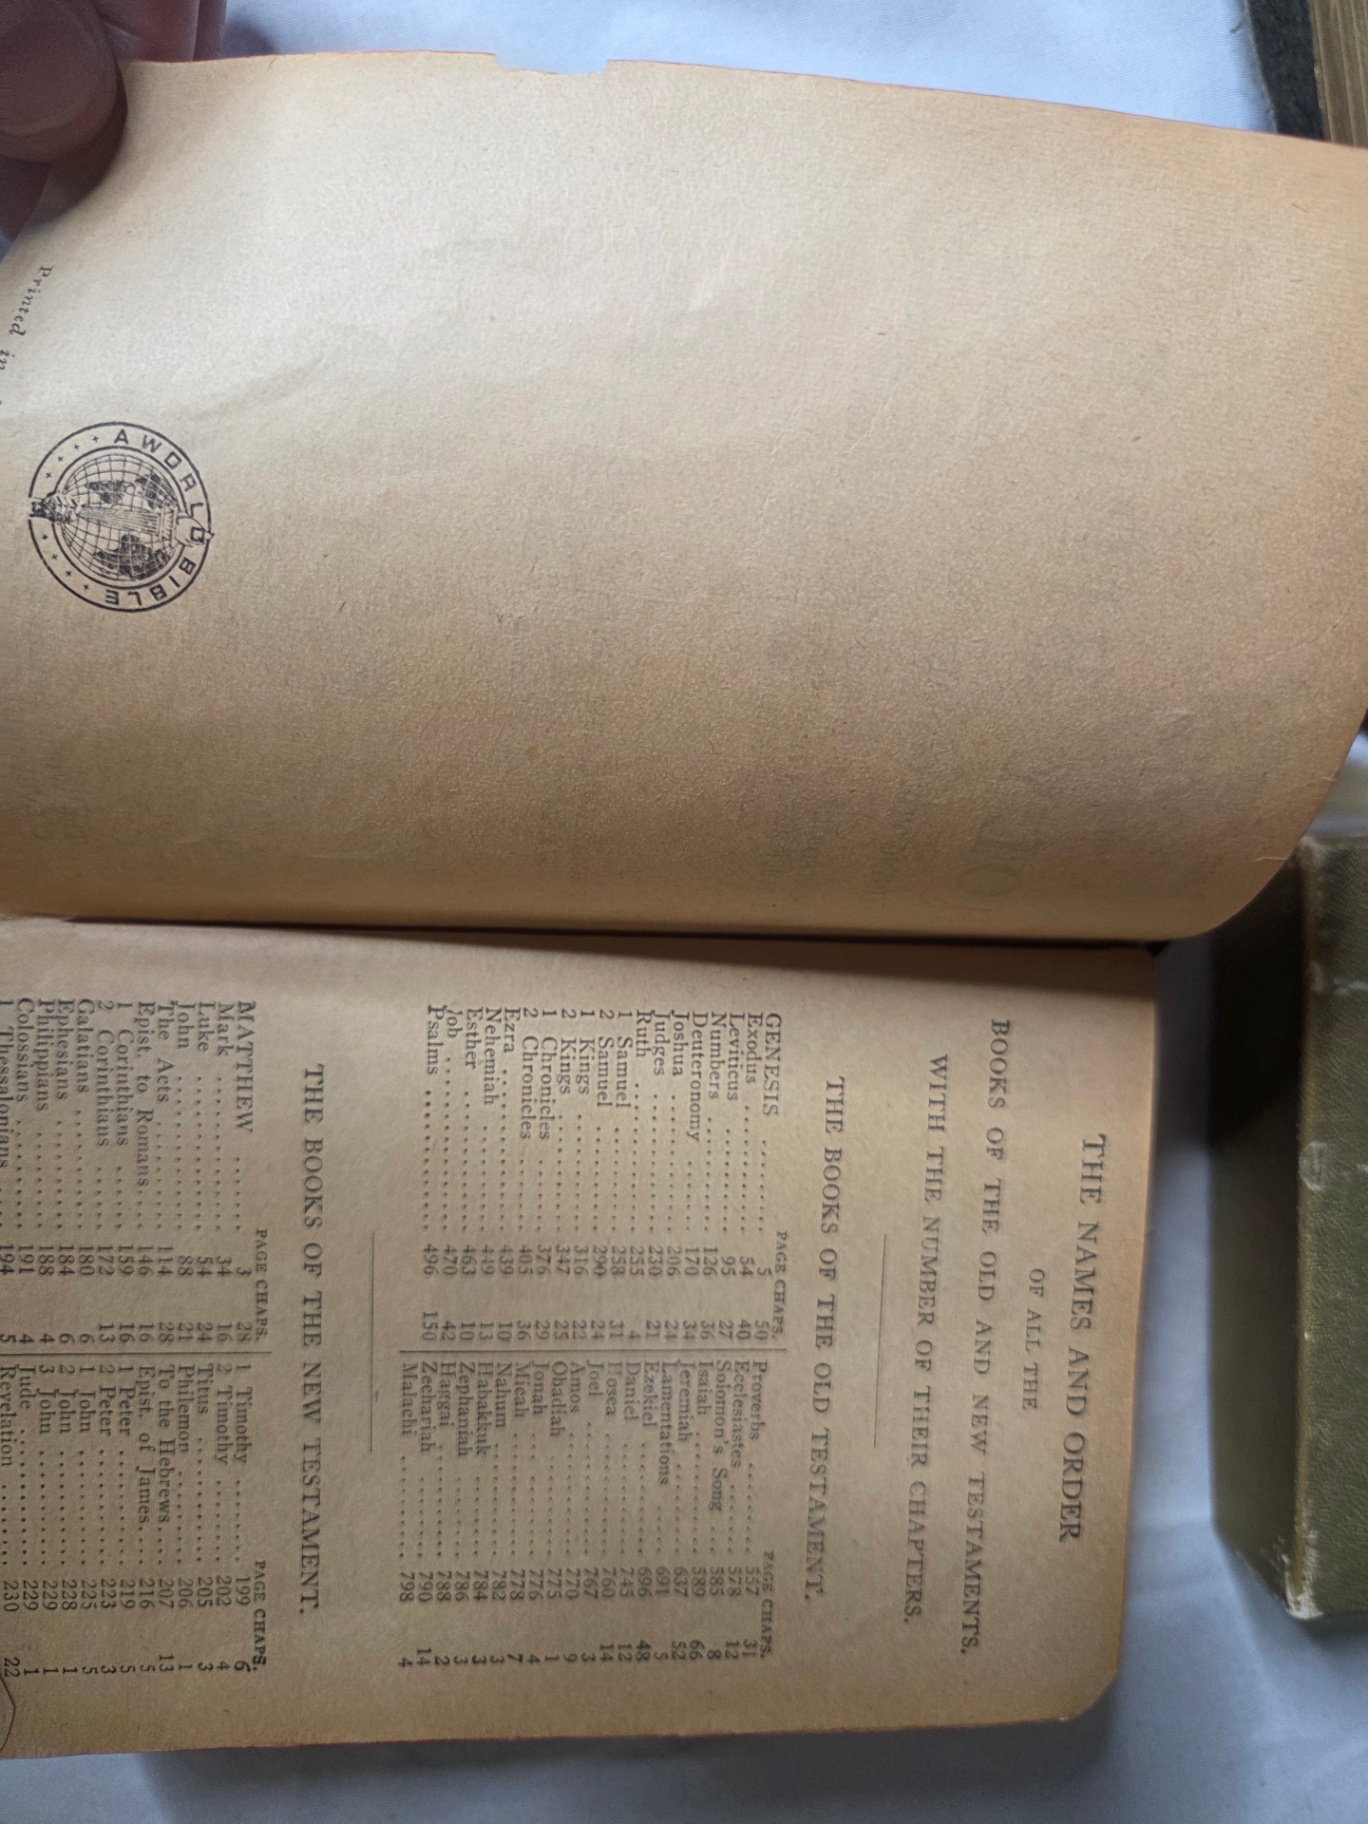 Printed in
A WORLD BIBLE
THE NAMES AND ORDER
OF ALL THE
BOOKS OF THE OLD AND NEW TESTAMENTS.
WITH THE NUMBER OF THEIR CHAPTERS.
THE BOOKS OF THE OLD TESTAMENT.
PAGE CHAPS.
GENESIS ........ 5 50
Exodus ........ 54 40
Leviticus ........ 95 27
Numbers ........ 126 36
Deuteronomy ........ 170 34
Joshua ........ 206 24
Judges ........ 230 21
Ruth ........ 255 4
1 Samuel ........ 258 31
2 Samuel ........ 290 24
1 Kings ........ 316 22
2 Kings ........ 347 25
1 Chronicles ........ 376 29
2 Chronicles ........ 405 36
Ezra ........ 439 10
Nehemiah ........ 449 13
Esther ........ 463 10
Job ........ 470 42
Psalms ........ 496 150
PAGE CHAPS.
Proverbs ........ 557 31
Ecclesiastes ........ 578 12
Solomon's Song ........ 585 8
Isaiah ........ 589 66
Jeremiah ........ 637 52
Lamentations ........ 691 5
Ezekiel ........ 696 48
Daniel ........ 745 12
Hosea ........ 760 14
Joel ........ 767 3
Amos ........ 770 9
Obadiah ........ 775 1
Jonah ........ 776 4
Micah ........ 778 7
Nahum ........ 782 3
Habakkuk ........ 784 3
Zephaniah ........ 786 3
Haggai ........ 788 2
Zechariah ........ 790 14
Malachi ........ 798 4
THE BOOKS OF THE NEW TESTAMENT.
PAGE CHAPS.
MATTHEW ........ 3 28
Mark ........ 34 16
Luke ........ 54 24
John ........ 88 21
The Acts ........ 114 28
Epist. to Romans .... 146 16
1 Corinthians ........ 159 16
2 Corinthians ........ 172 13
Galatians ........ 180 6
Ephesians ........ 184 6
Philippians ........ 188 4
Colossians ........ 191 4
1 Thessalonians .... 194 5
PAGE CHAPS.
1 Timothy ........ 199 6
2 Timothy ........ 202 4
Titus ........ 205 3
Philemon ........ 206 1
To the Hebrews .... 207 13
Epist. of James .... 216 5
1 Peter ........ 219 5
2 Peter ........ 223 3
1 John ........ 225 5
2 John ........ 228 1
3 John ........ 229 1
Jude ........ 229 1
Revelation ........ 230 22